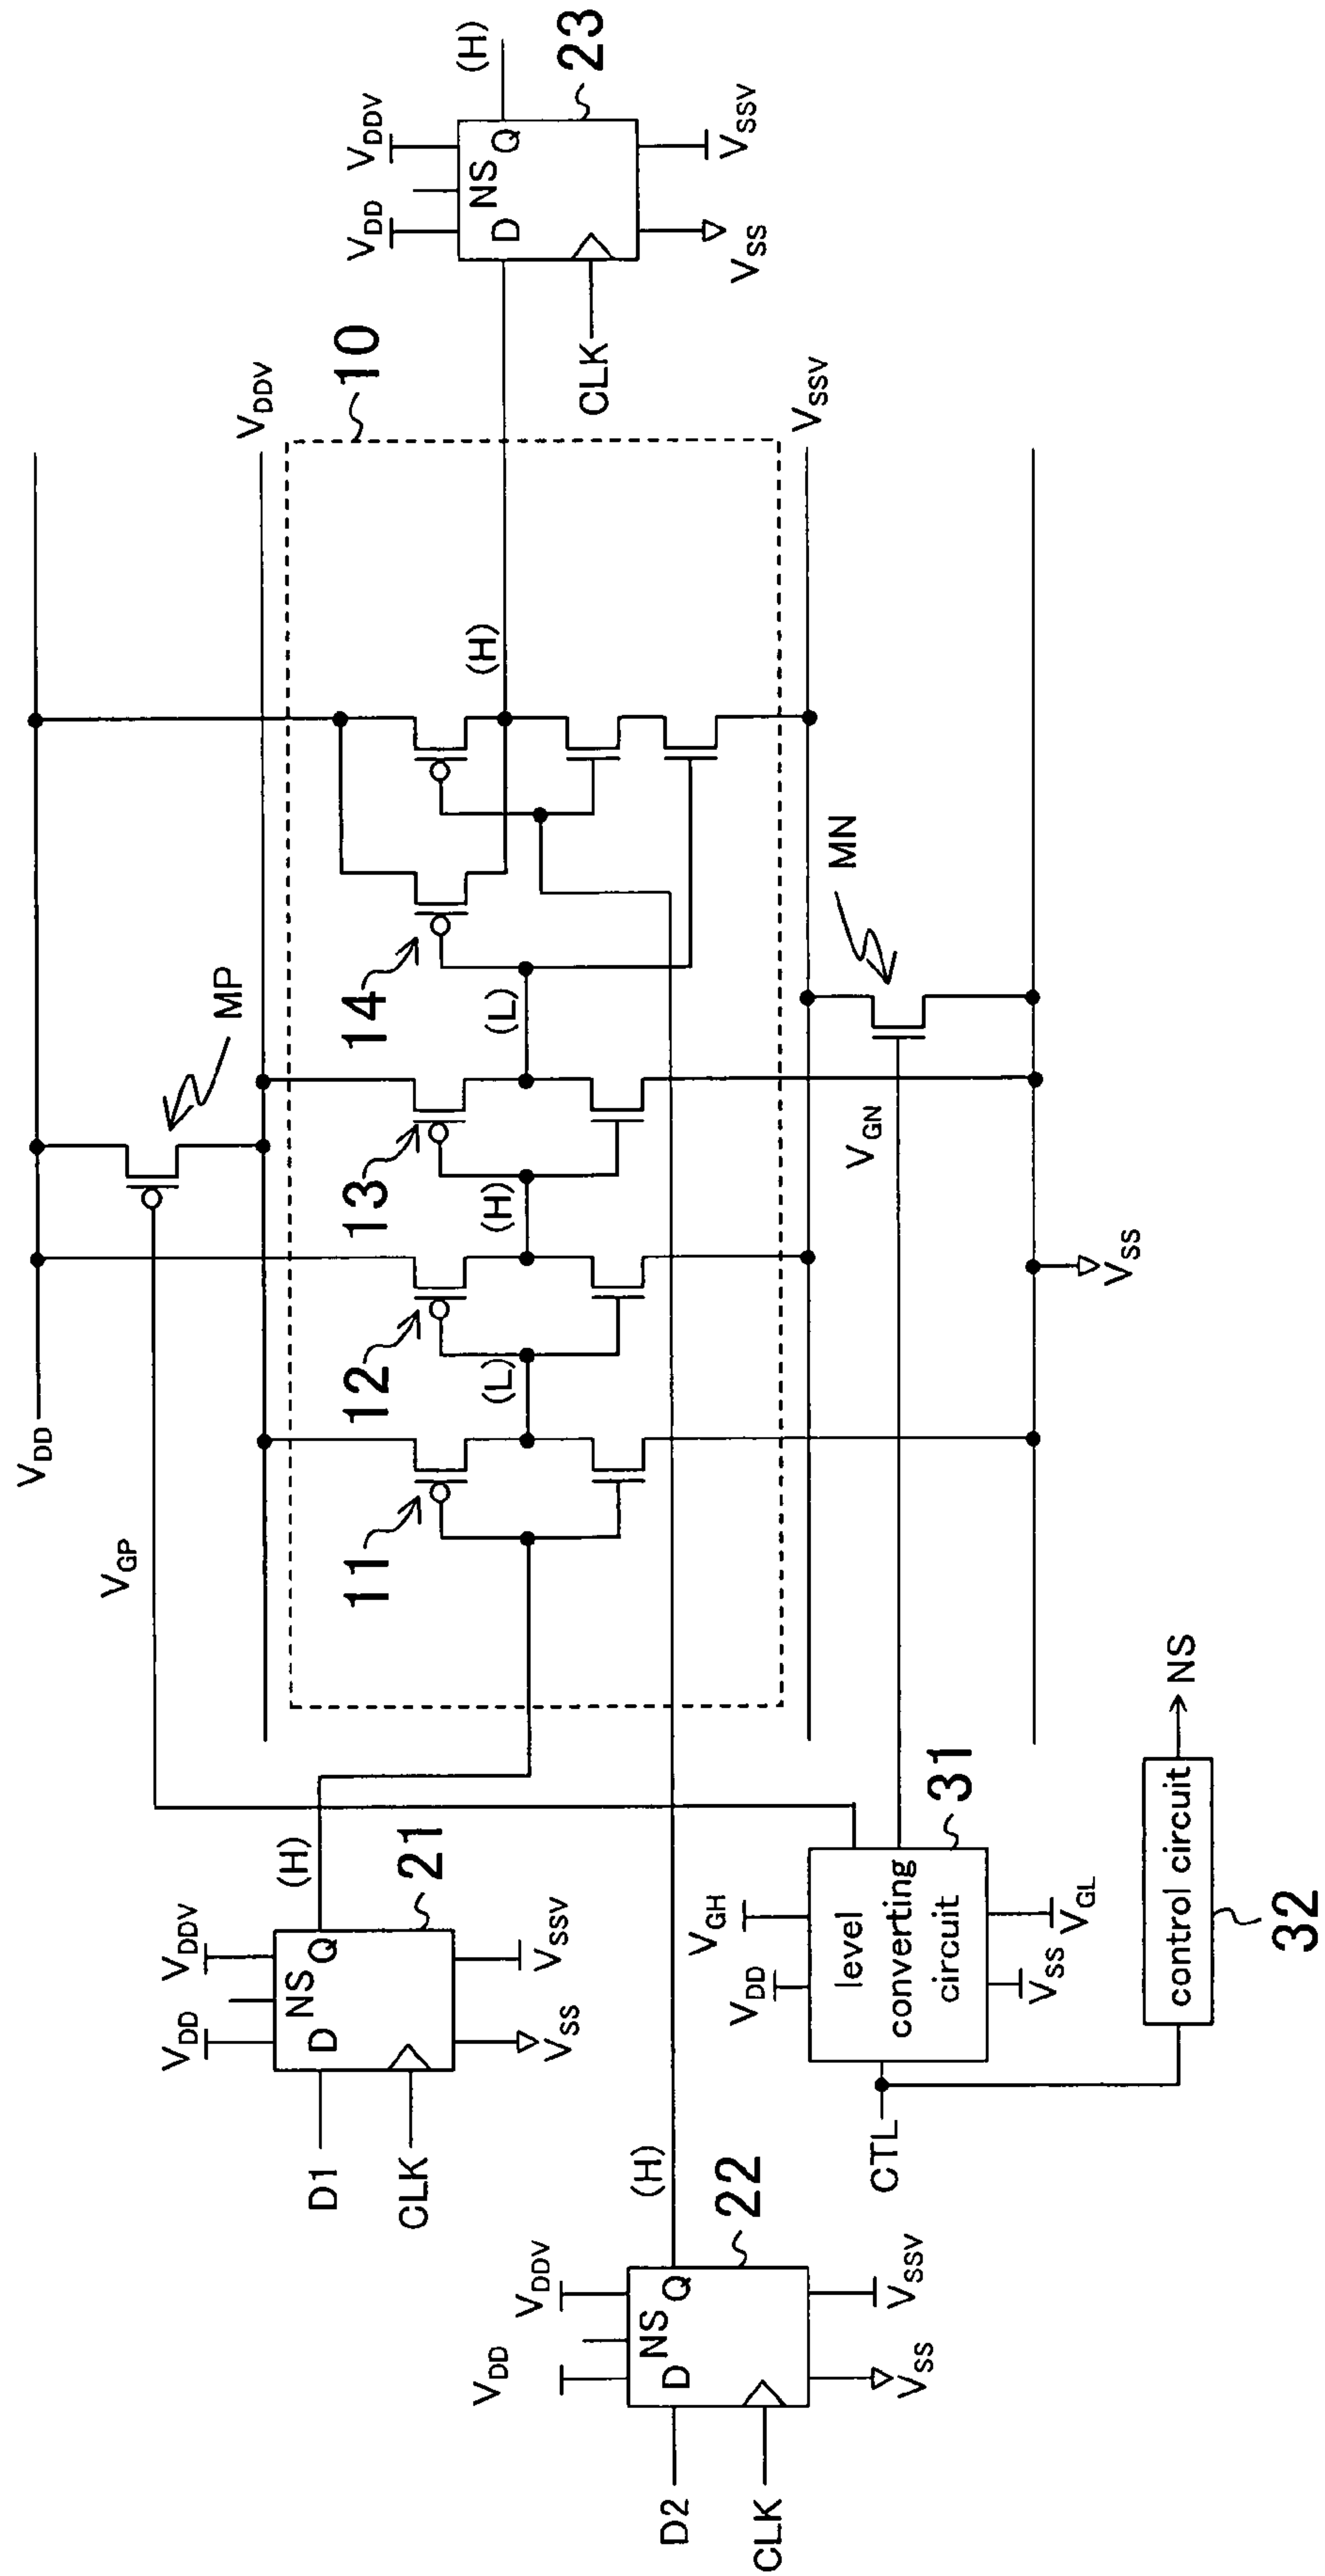 V_DD
V_GP
MP
V_DDV
10
11
12
13
14
(L)
(H)
(L)
(H)
V_SSV
MN
V_GN
V_SS
D1
CLK
V_DD
V_DDV
D
NS
Q
(H)
21
V_SS
V_SSV
D2
CLK
V_DD
V_DDV
D
NS
Q
(H)
22
V_SS
V_SSV
CLK
V_DD
V_DDV
D
NS
Q
(H)
23
V_SS
V_SSV
CTL
V_DD
V_GH
level
converting
circuit
31
V_SS
V_GL
control circuit
NS
32